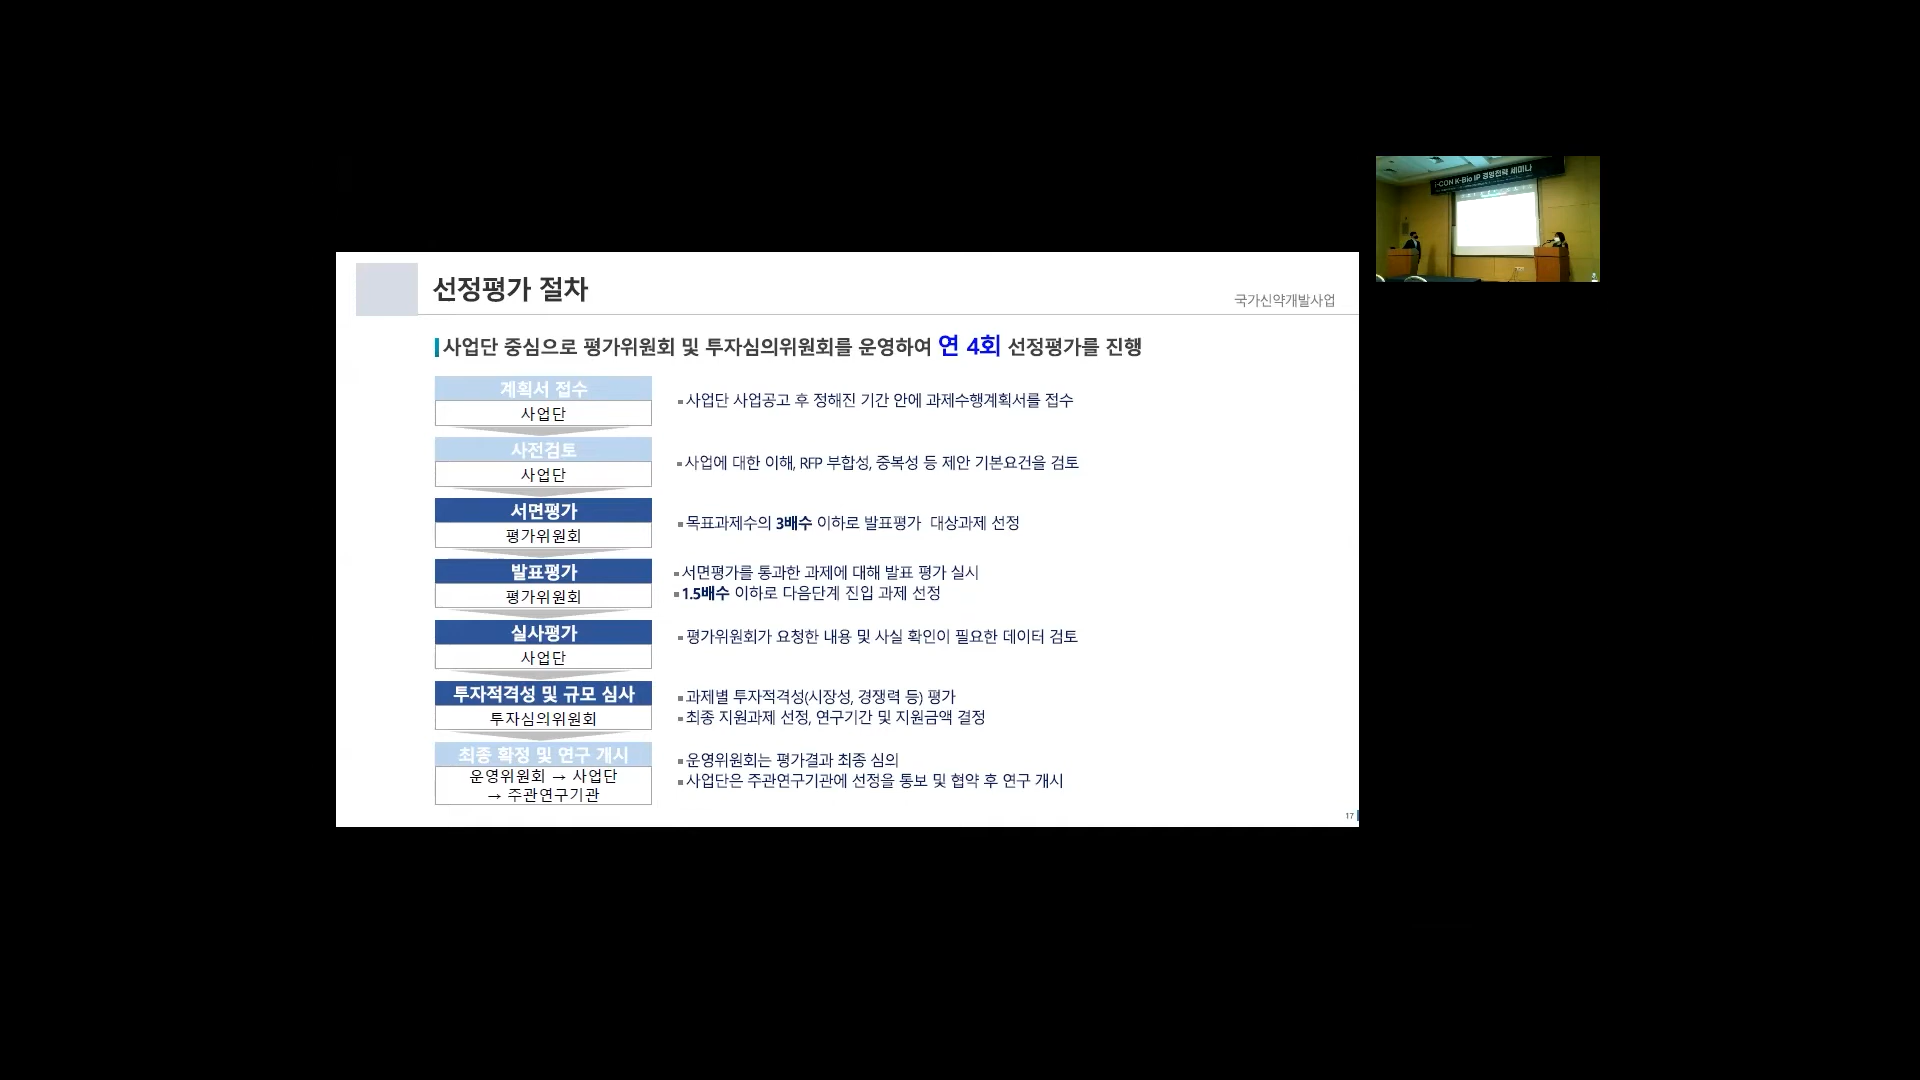 선정평가 절차
국가신약개발사업
사업단 중심으로 평가위원회 및 투자심의위원회를 운영하여 연 4회 선정평가를 진행
계획서 접수
사업단
▪사업단 사업공고 후 정해진 기간 안에 과제수행계획서를 접수
사전검토
사업단
▪사업에 대한 이해, RFP 부합성, 중복성 등 제안 기본요건을 검토
서면평가
평가위원회
▪목표과제수의 3배수 이하로 발표평가 대상과제 선정
발표평가
평가위원회
▪서면평가를 통과한 과제에 대해 발표 평가 실시
▪1.5배수 이하로 다음단계 진입 과제 선정
실사평가
사업단
▪평가위원회가 요청한 내용 및 사실 확인이 필요한 데이터 검토
투자적격성 및 규모 심사
투자심의위원회
▪과제별 투자적격성(시장성, 경쟁력 등) 평가
▪최종 지원과제 선정, 연구기간 및 지원금액 결정
최종 확정 및 연구 개시
운영위원회 → 사업단
→ 주관연구기관
▪운영위원회는 평가결과 최종 심의
▪사업단은 주관연구기관에 선정을 통보 및 협약 후 연구 개시
17
i-CON K-Bio IP 경영전략 세미나